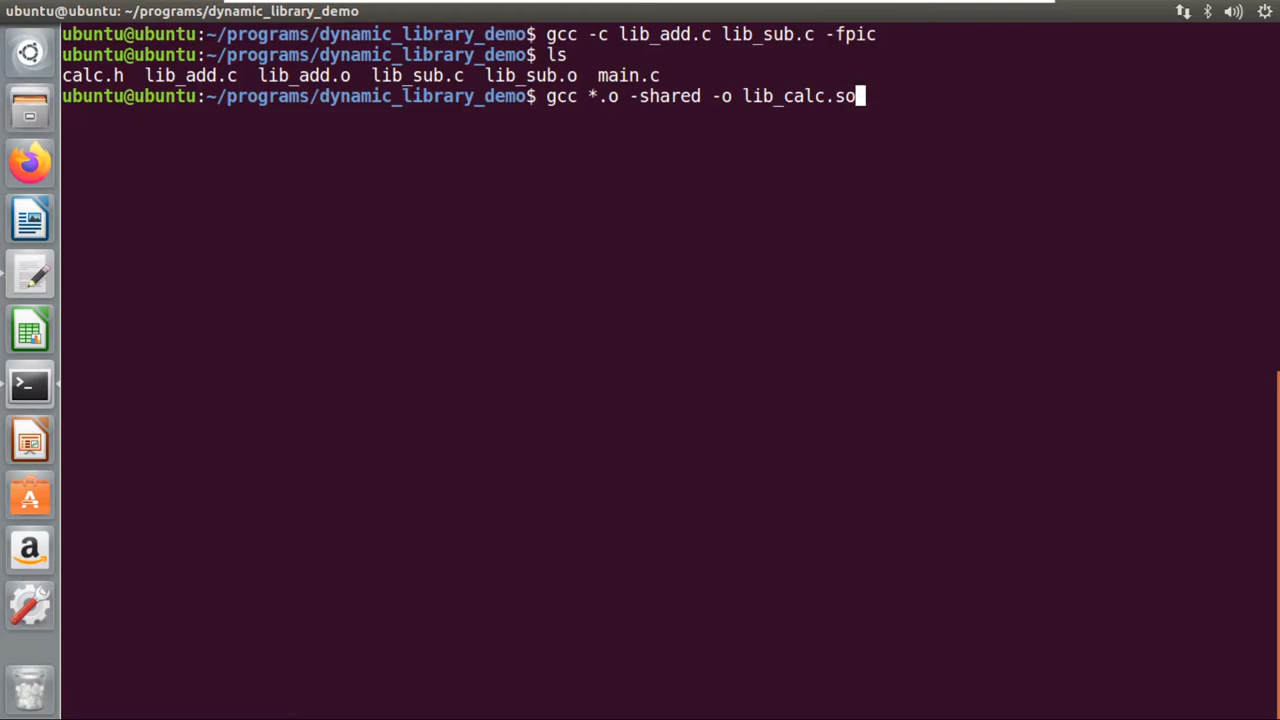 ubuntu@ubuntu: ~/programs/dynamic_library_demo
ubuntu@ubuntu:~/programs/dynamic_library_demo$ gcc -c lib_add.c lib_sub.c -fpic
ubuntu@ubuntu:~/programs/dynamic_library_demo$ ls
calc.h  lib_add.c  lib_add.o  lib_sub.c  lib_sub.o  main.c
ubuntu@ubuntu:~/programs/dynamic_library_demo$ gcc *.o -shared -o lib_calc.so